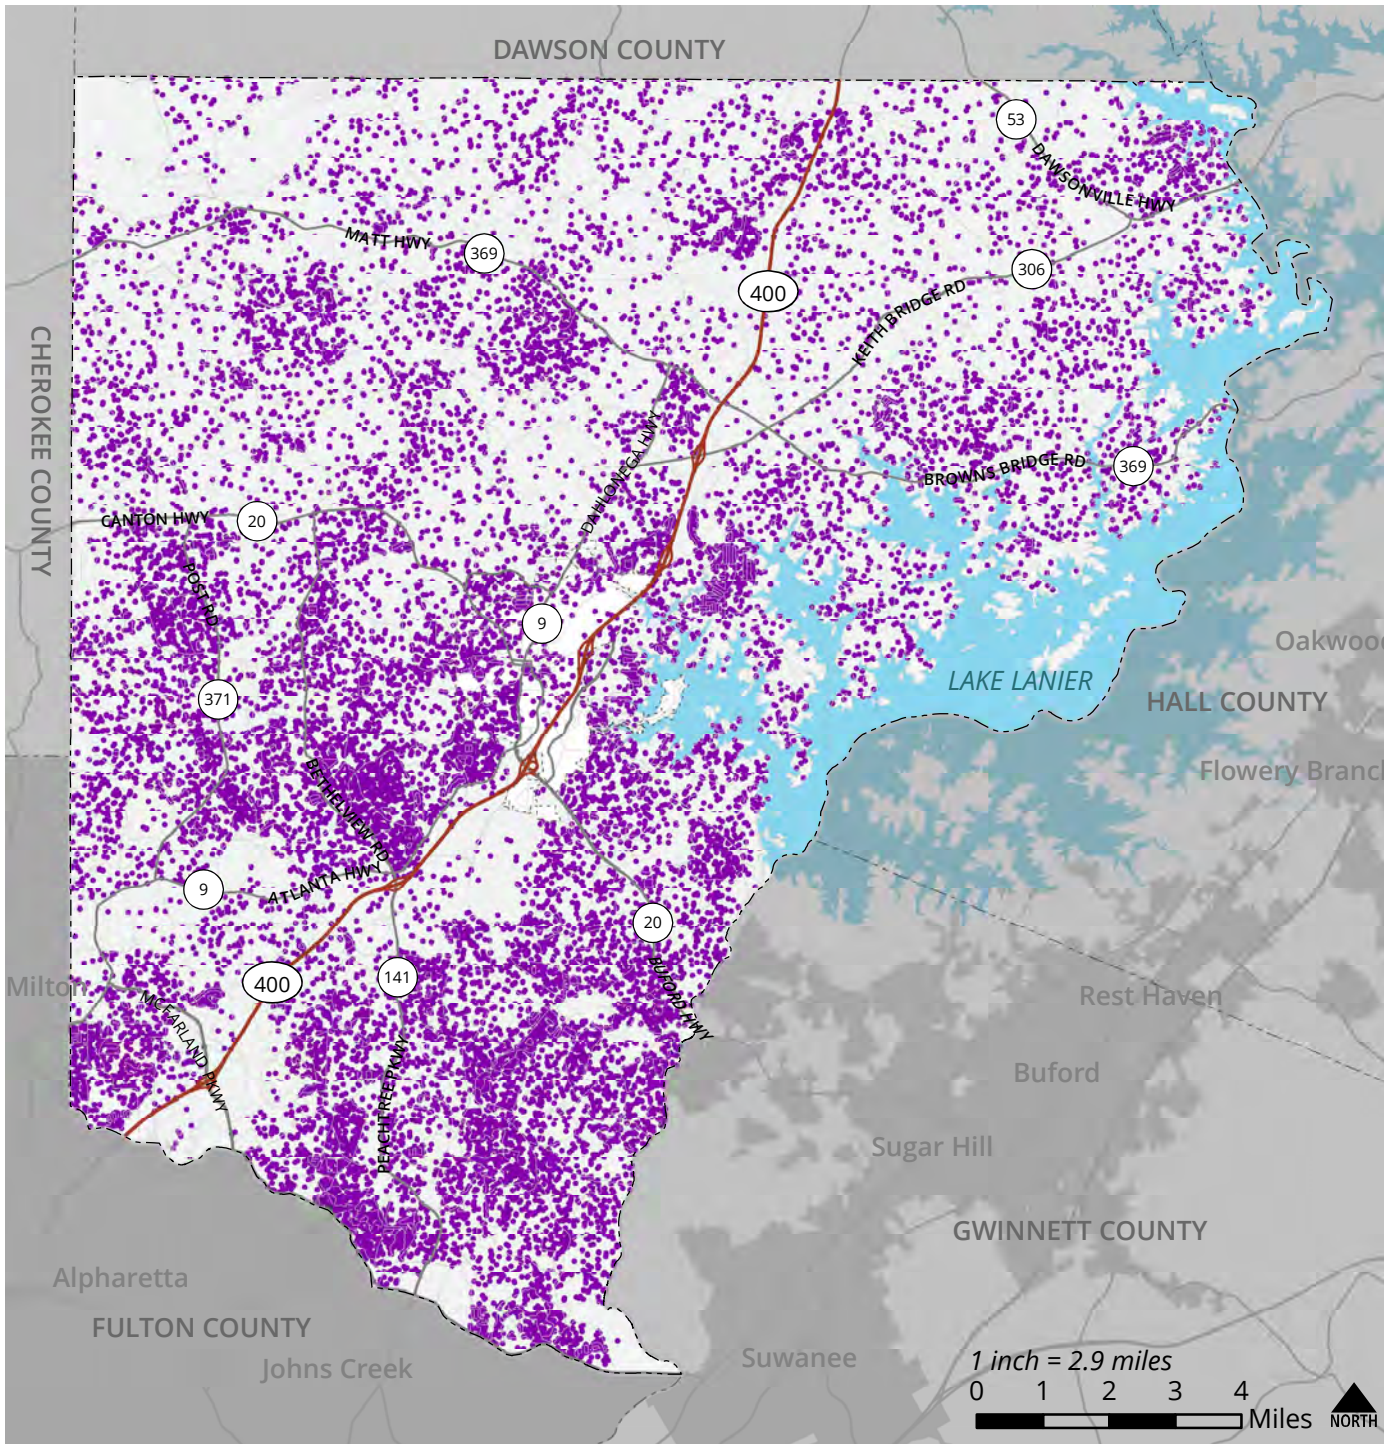 DAWSON COUNTY
53
DAWSONVILLE HWY
MATT HWY
369
306
400
KEITH BRIDGE RD
CHEROKEE COUNTY
DAHLONEGA HWY
BROWNS BRIDGE RD
369
CANTON HWY
20
POST RD
9
Oakwood
371
LAKE LANIER
HALL COUNTY
Flowery Branch
BETHELVIEW RD
9
ATLANTA HWY
20
400
141
Milton
MCFARLAND PKWY
BUFORD HWY
Rest Haven
PEACHTREE PKWY
Buford
Sugar Hill
GWINNETT COUNTY
Alpharetta
FULTON COUNTY
Johns Creek
Suwanee
1 inch = 2.9 miles
0 1 2 3 4
Miles
NORTH